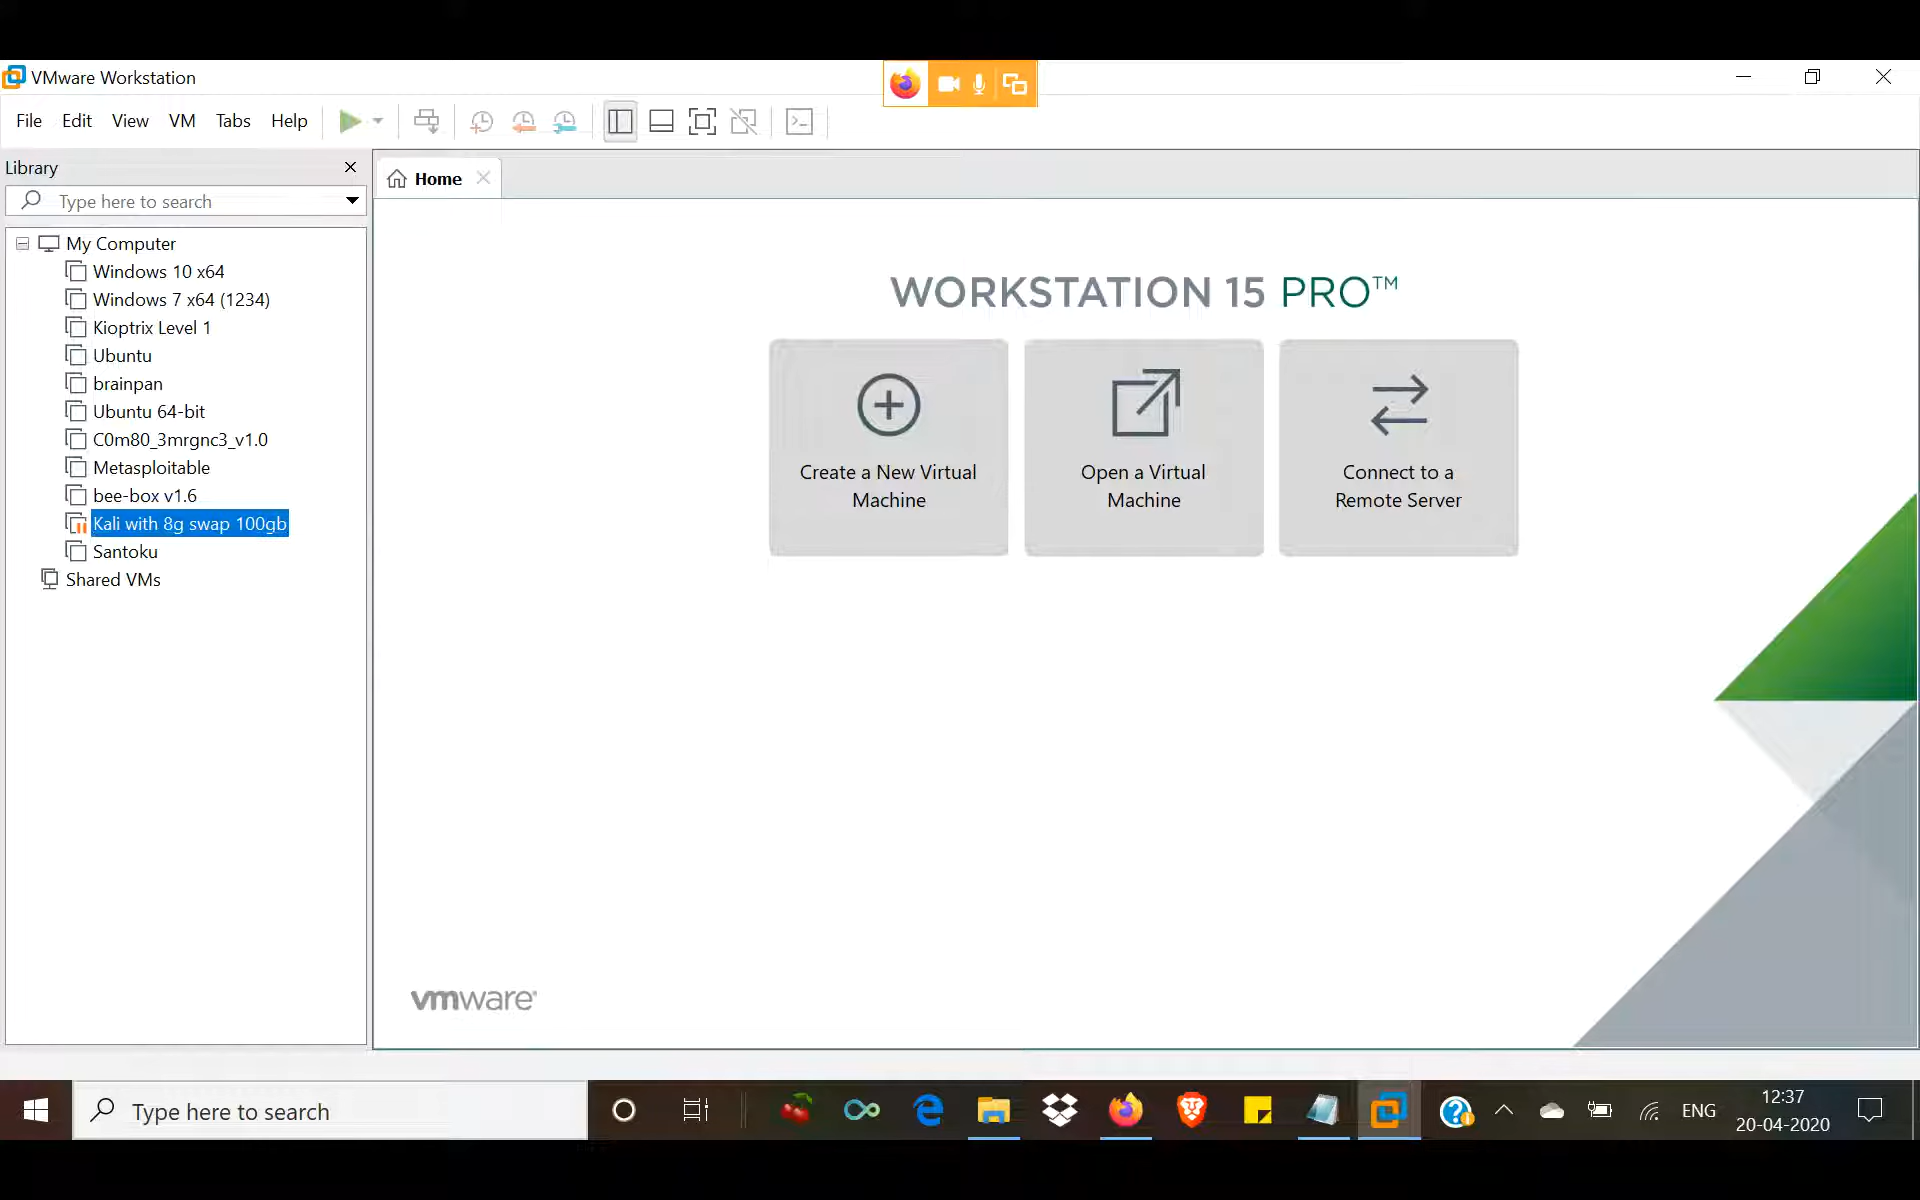 VMware Workstation
File Edit View VM Tabs Help
Library
Type here to search
Home
My Computer
Windows 10 x64
Windows 7 x64 (1234)
Kioptrix Level 1
Ubuntu
brainpan
Ubuntu 64-bit
C0m80_3mrgnc3_v1.0
Metasploitable
bee-box v1.6
Kali with 8g swap 100gb
Santoku
Shared VMs
WORKSTATION 15 PRO™
Create a New Virtual
Machine
Open a Virtual
Machine
Connect to a
Remote Server
vmware®
Type here to search
ENG
12:37
20-04-2020